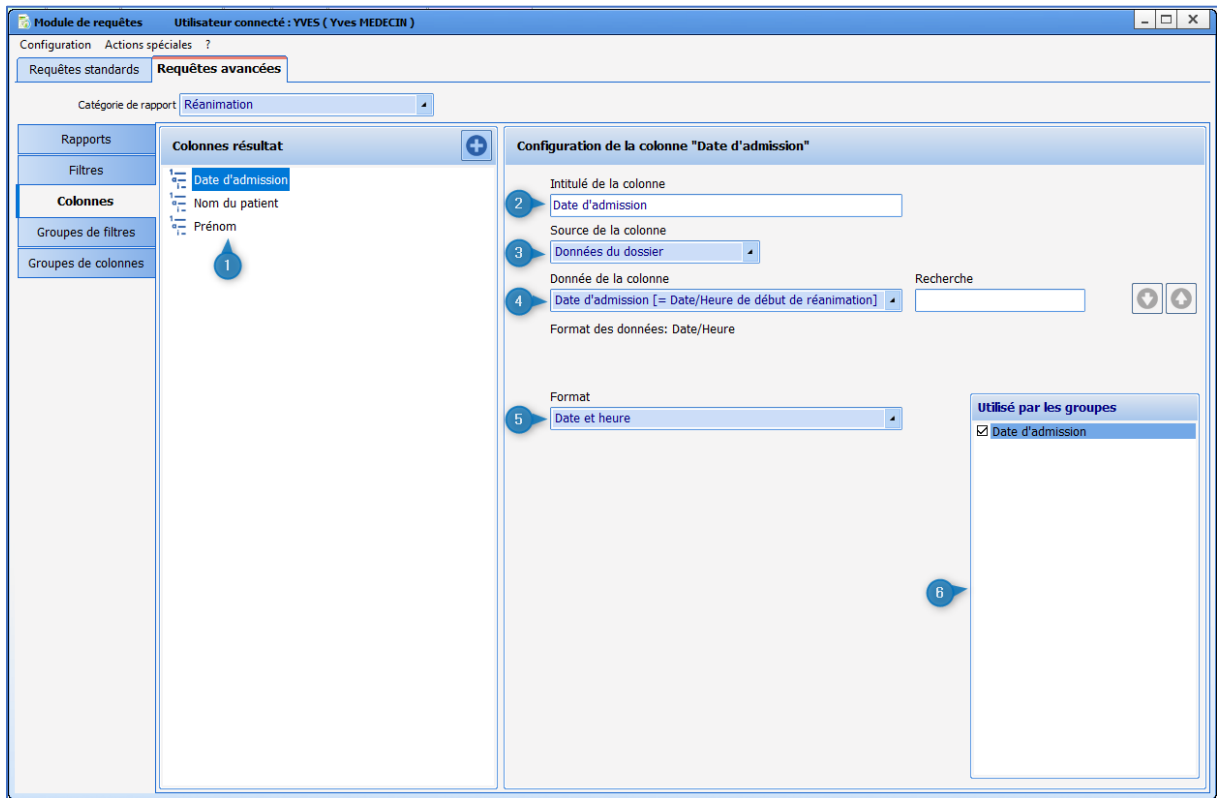 Module de requêtes Utilisateur connecté : YVES ( Yves MEDECIN )
Configuration Actions spéciales ?
Requêtes standards Requêtes avancées
Catégorie de rapport Réanimation
Rapports
Filtres
Colonnes
Groupes de filtres
Groupes de colonnes
Colonnes résultat
Date d'admission
Nom du patient
Prénom
1
Configuration de la colonne "Date d'admission"
Intitulé de la colonne
2 Date d'admission
Source de la colonne
3 Données du dossier
Donnée de la colonne Recherche
4 Date d'admission [= Date/Heure de début de réanimation]
Format des données: Date/Heure
Format
5 Date et heure
Utilisé par les groupes
Date d'admission
6